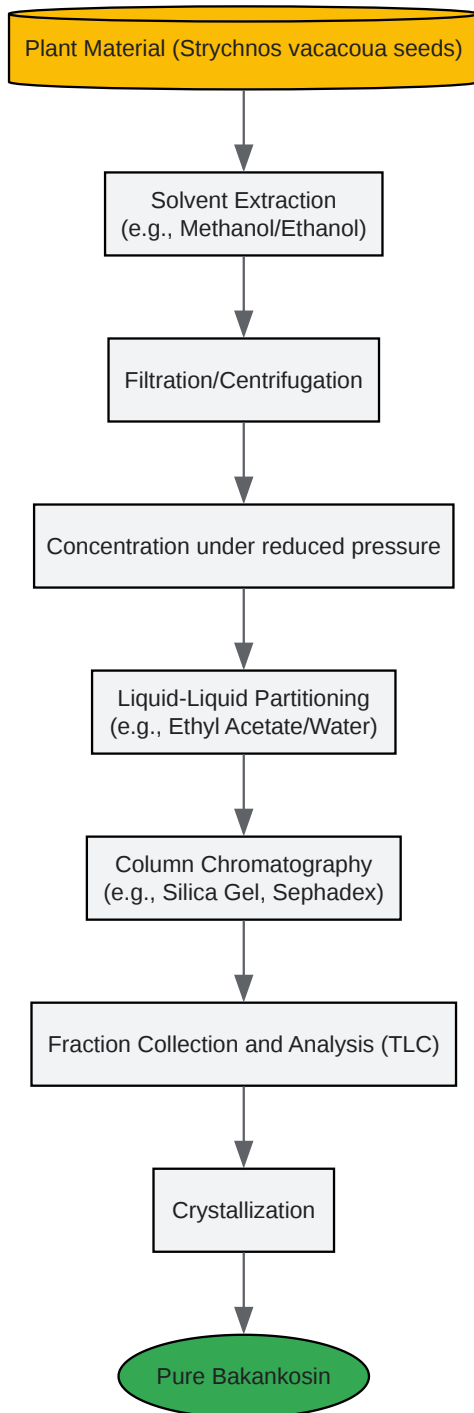 Plant Material (Strychnos vacacoua seeds)
Solvent Extraction
(e.g., Methanol/Ethanol)
Filtration/Centrifugation
Concentration under reduced pressure
Liquid-Liquid Partitioning
(e.g., Ethyl Acetate/Water)
Column Chromatography
(e.g., Silica Gel, Sephadex)
Fraction Collection and Analysis (TLC)
Crystallization
Pure Bakankosin